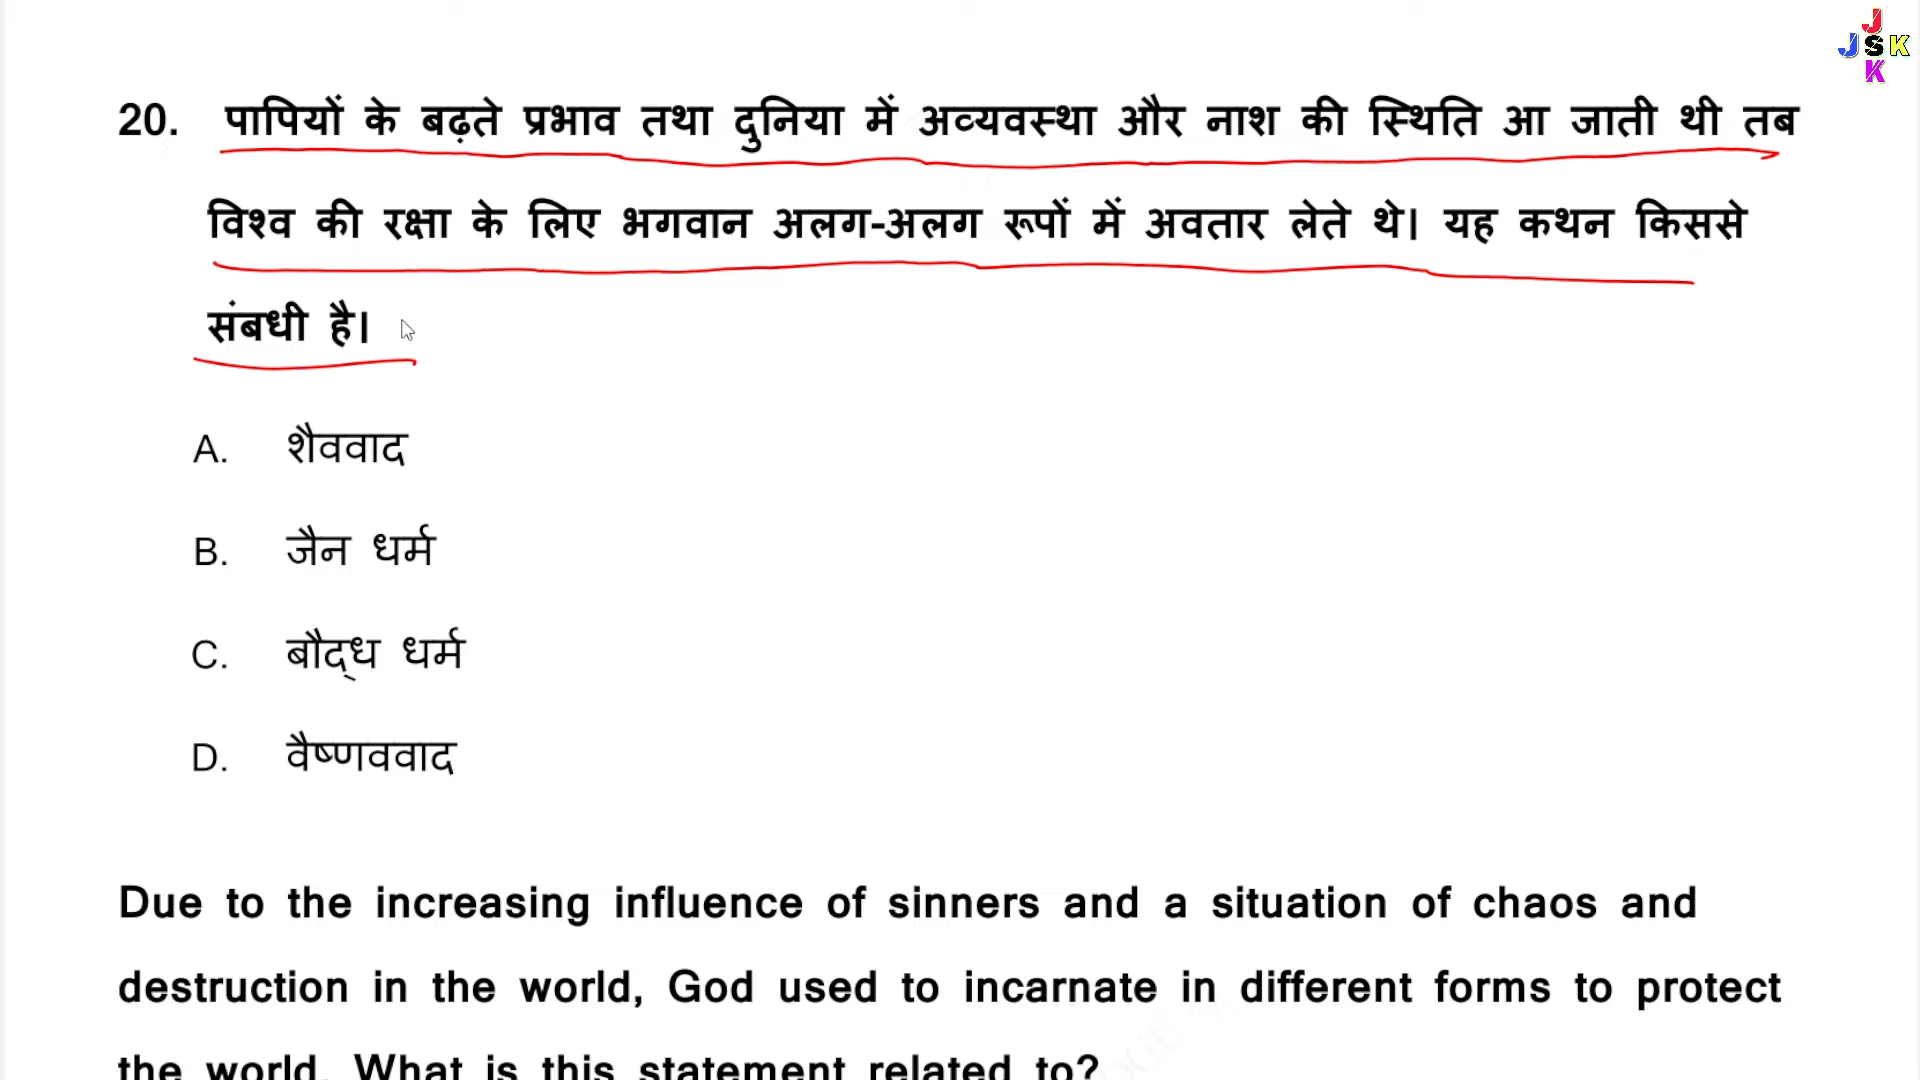 J
JSK
K
20. पापियों के बढ़ते प्रभाव तथा दुनिया में अव्यवस्था और नाश की स्थिति आ जाती थी तब
विश्व की रक्षा के लिए भगवान अलग-अलग रूपों में अवतार लेते थे। यह कथन किससे
संबधी है।
A. शैववाद
B. जैन धर्म
C. बौद्ध धर्म
D. वैष्णववाद
Due to the increasing influence of sinners and a situation of chaos and
destruction in the world, God used to incarnate in different forms to protect
the world. What is this statement related to?